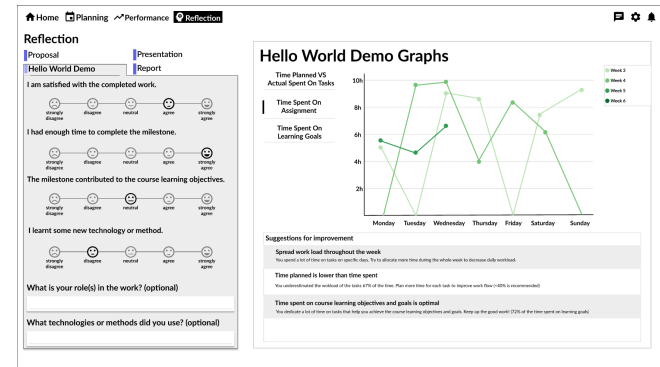 Home Planning Performance Reflection
Reflection
Proposal Presentation
Hello World Demo Report
I am satisfied with the completed work.
strongly disagree disagree neutral agree strongly agree
I had enough time to complete the milestone.
strongly disagree disagree neutral agree strongly agree
The milestone contributed to the course learning objectives.
strongly disagree disagree neutral agree strongly agree
I learnt some new technology or method.
strongly disagree disagree neutral agree strongly agree
What is your role(s) in the work? (optional)
What technologies or methods did you use? (optional)
Hello World Demo Graphs
Time Planned VS
Actual Spent On Tasks
Time Spent On
Assignment
Time Spent On
Learning Goals
10h
8h
6h
4h
2h
Monday Tuesday Wednesday Thursday Friday Saturday Sunday
Week 3
Week 4
Week 5
Week 6
Suggestions for improvement
Spread work load throughout the week
You spend a lot of time on tasks on specific days. Try to allocate more time during the whole week to decrease daily workload.
Time planned is lower than time spent
You underestimated the wokload of the tasks 67% of the time. Plan more time for each task to improve work flow (<40% is recommended)
Time spent on course learning objectives and goals is optimal
You dedicate a lot of time on tasks that help you achieve the course learning objectives and goals. Keep up the good work! (72% of the time spent on learning goals)